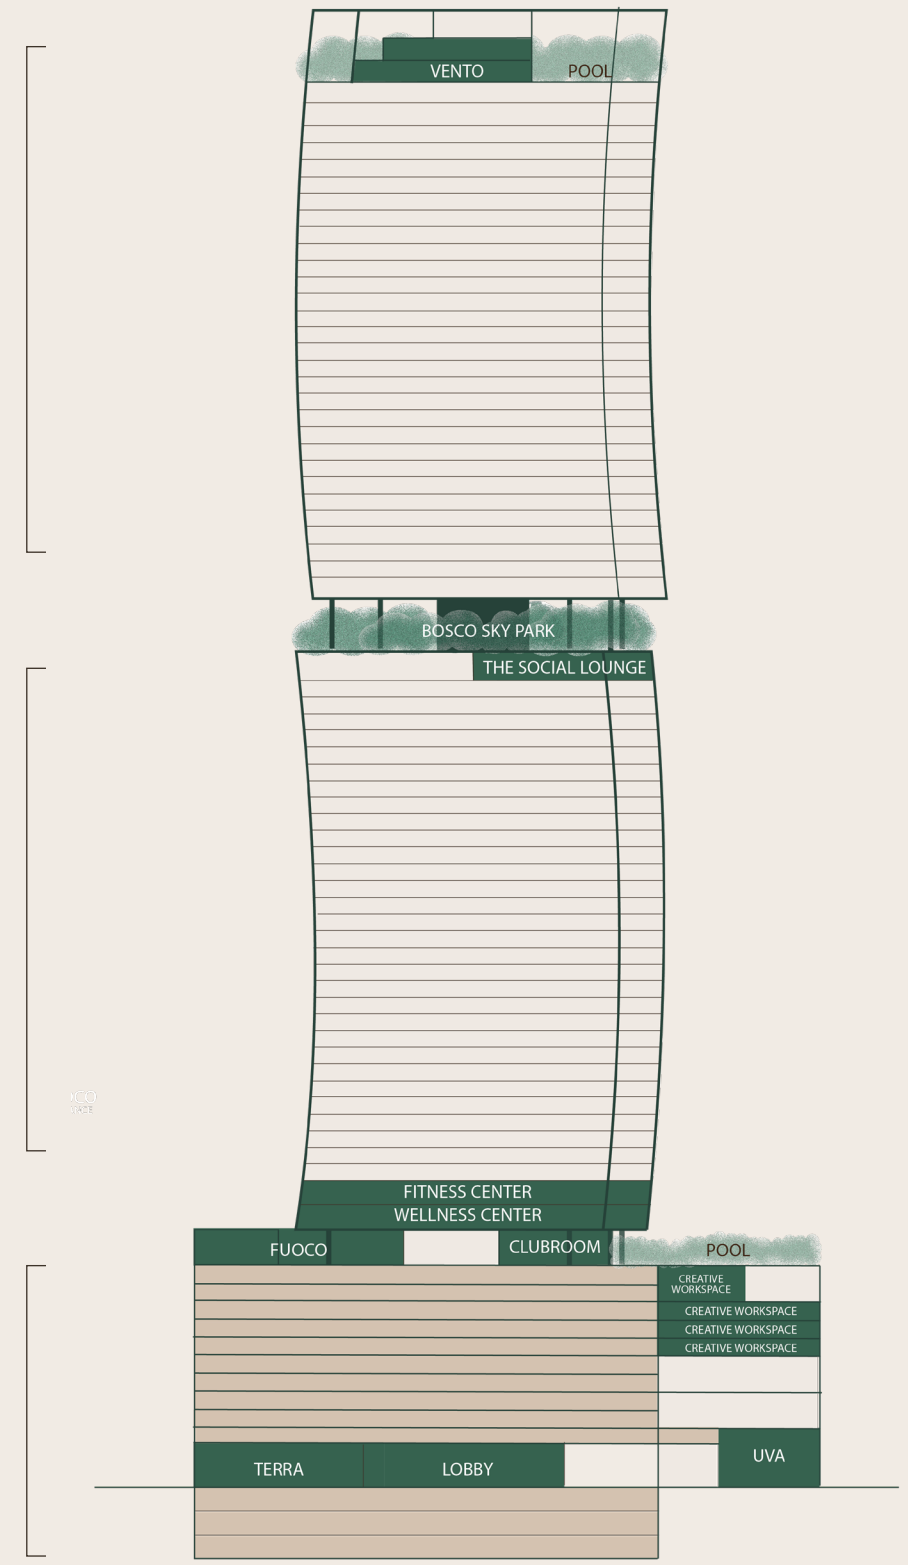 VENTO
POOL
BOSCO SKY PARK
THE SOCIAL LOUNGE
FITNESS CENTER
WELLNESS CENTER
FUOCO
CLUBROOM
POOL
CREATIVE
WORKSPACE
CREATIVE WORKSPACE
CREATIVE WORKSPACE
CREATIVE WORKSPACE
UVA
TERRA
LOBBY